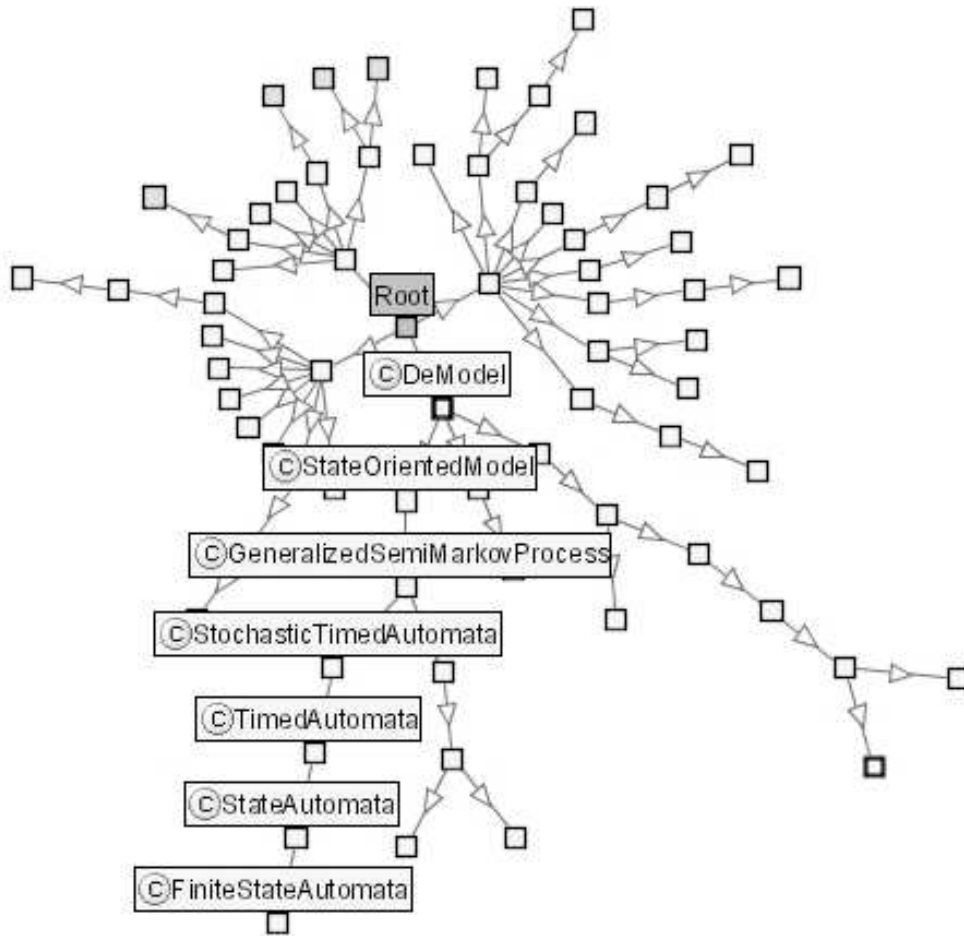 Root
C DeModel
C StateOrientedModel
C GeneralizedSemiMarkovProcess
C StochasticTimedAutomata
C TimedAutomata
C StateAutomata
C FiniteStateAutomata